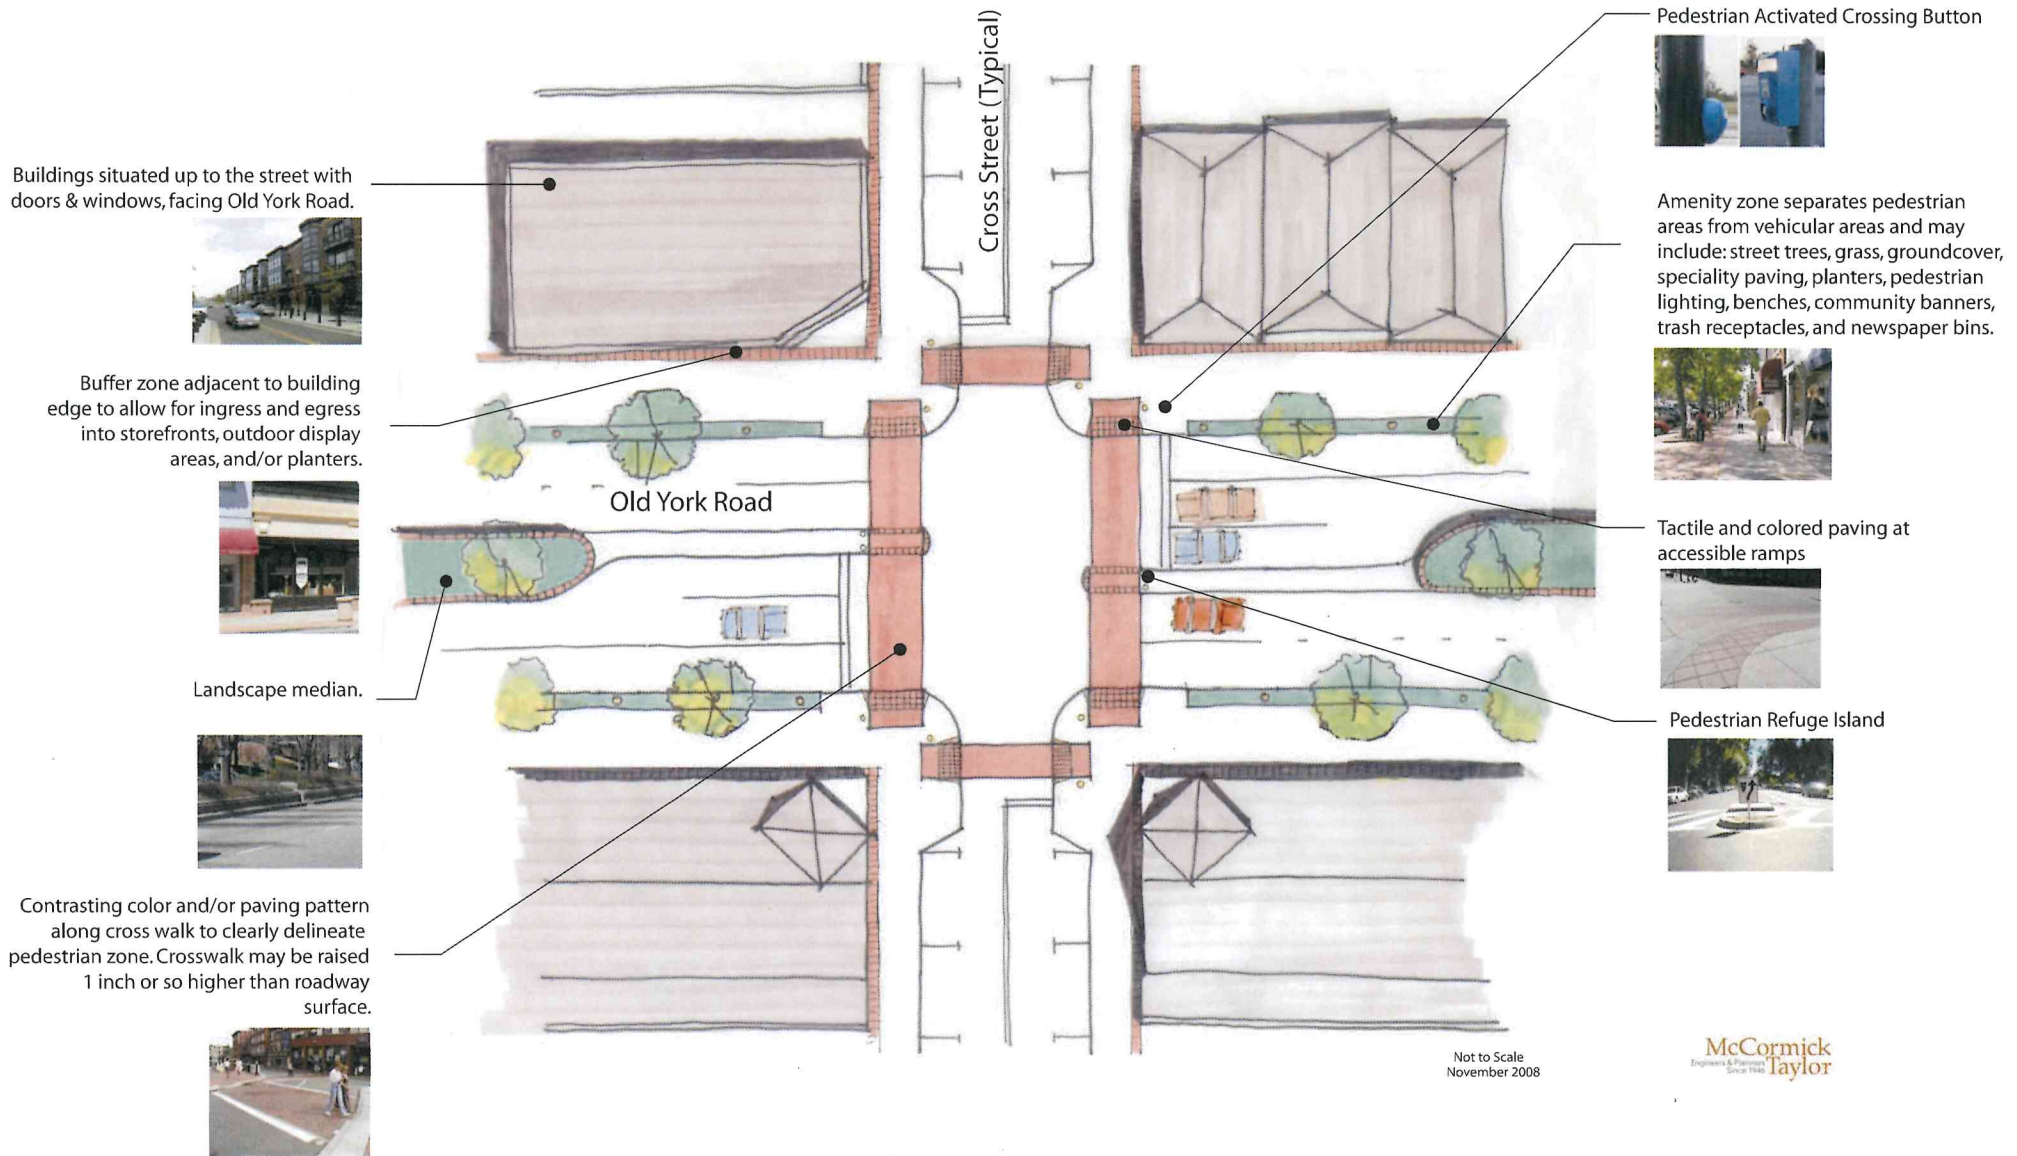 Pedestrian Activated Crossing Button
Cross Street (Typical)
Buildings situated up to the street with
doors & windows, facing Old York Road.
Amenity zone separates pedestrian
areas from vehicular areas and may
include: street trees, grass, groundcover,
speciality paving, planters, pedestrian
lighting, benches, community banners,
trash receptacles, and newspaper bins.
Buffer zone adjacent to building
edge to allow for ingress and egress
into storefronts, outdoor display
areas, and/or planters.
Old York Road
Tactile and colored paving at
accessible ramps
Landscape median.
Pedestrian Refuge Island
Contrasting color and/or paving pattern
along cross walk to clearly delineate
pedestrian zone. Crosswalk may be raised
1 inch or so higher than roadway
surface.
Not to Scale
November 2008
McCormick
Engineers & Planners
Since 1946
Taylor